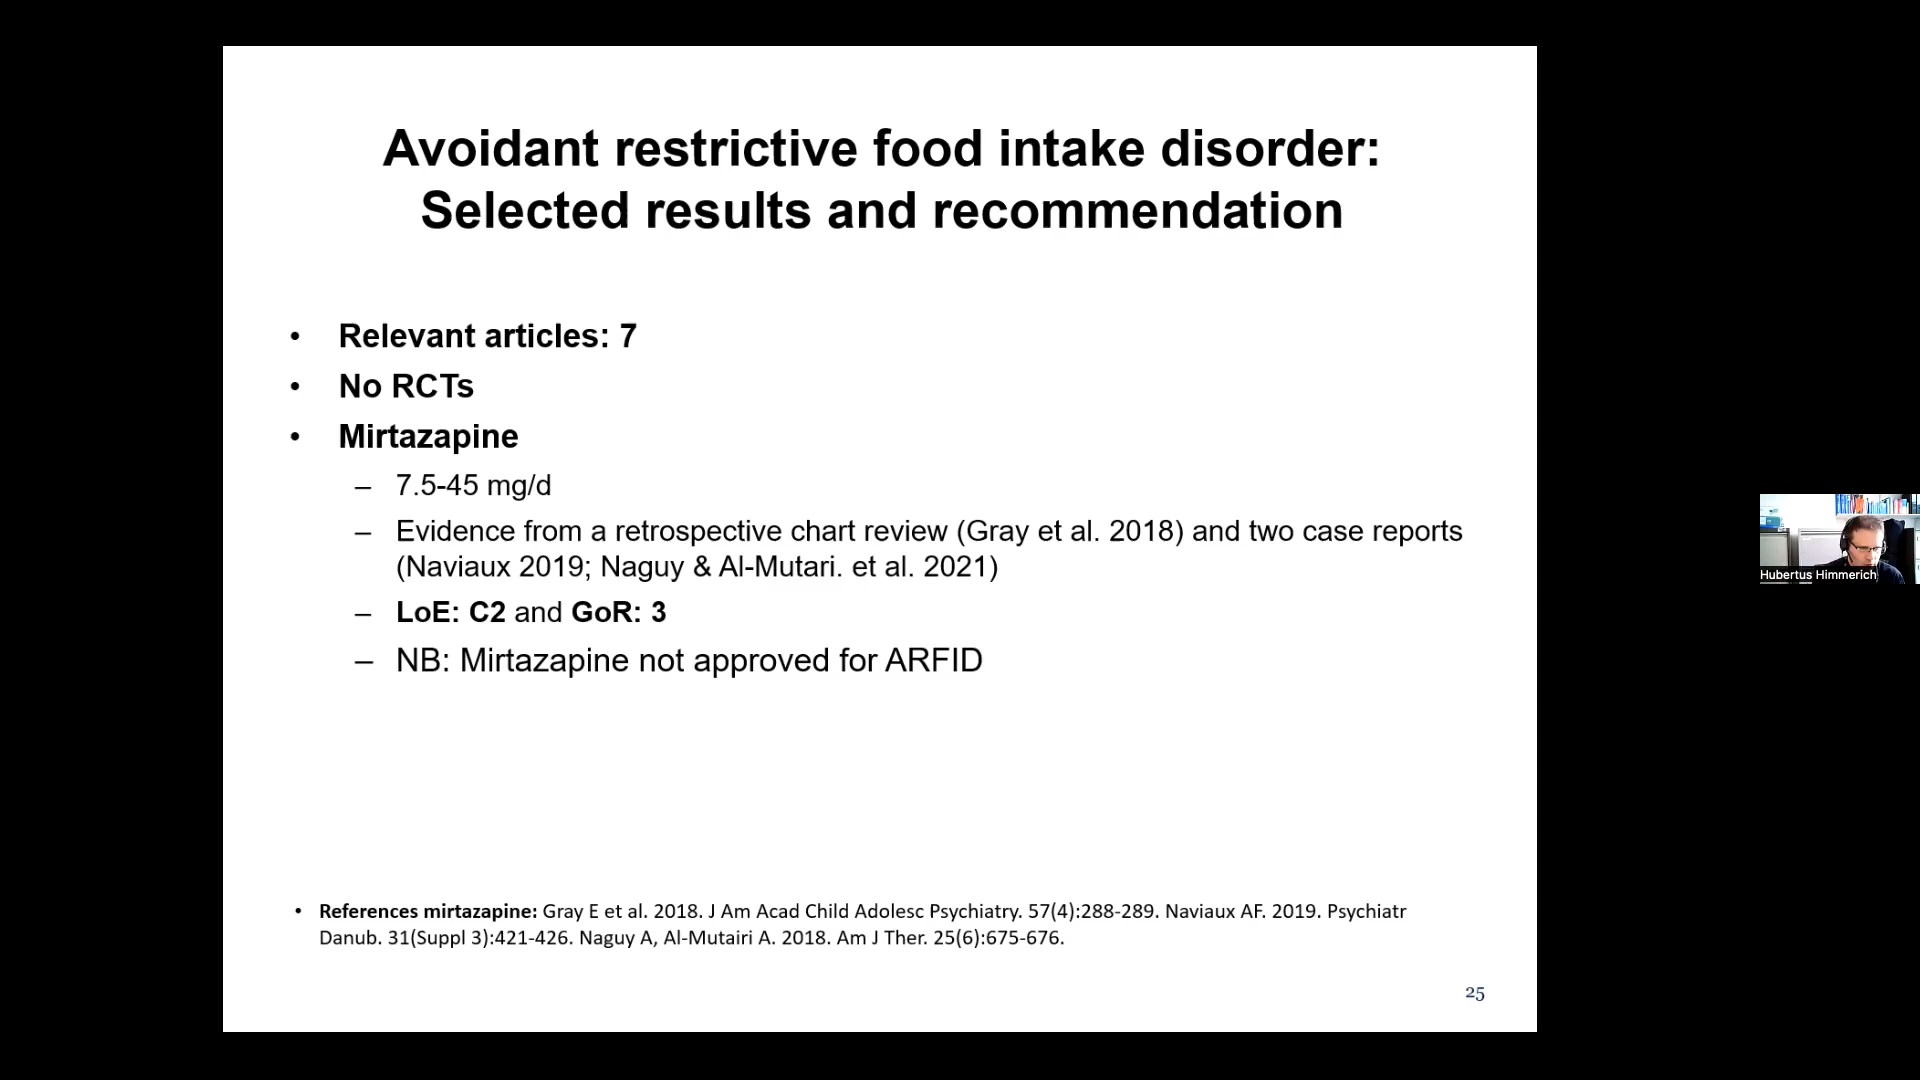 Avoidant restrictive food intake disorder:
Selected results and recommendation
• Relevant articles: 7
• No RCTs
• Mirtazapine
– 7.5-45 mg/d
– Evidence from a retrospective chart review (Gray et al. 2018) and two case reports
(Naviaux 2019; Naguy & Al-Mutari. et al. 2021)
– LoE: C2 and GoR: 3
– NB: Mirtazapine not approved for ARFID
• References mirtazapine: Gray E et al. 2018. J Am Acad Child Adolesc Psychiatry. 57(4):288-289. Naviaux AF. 2019. Psychiatr
Danub. 31(Suppl 3):421-426. Naguy A, Al-Mutairi A. 2018. Am J Ther. 25(6):675-676.
25
Hubertus Himmerich